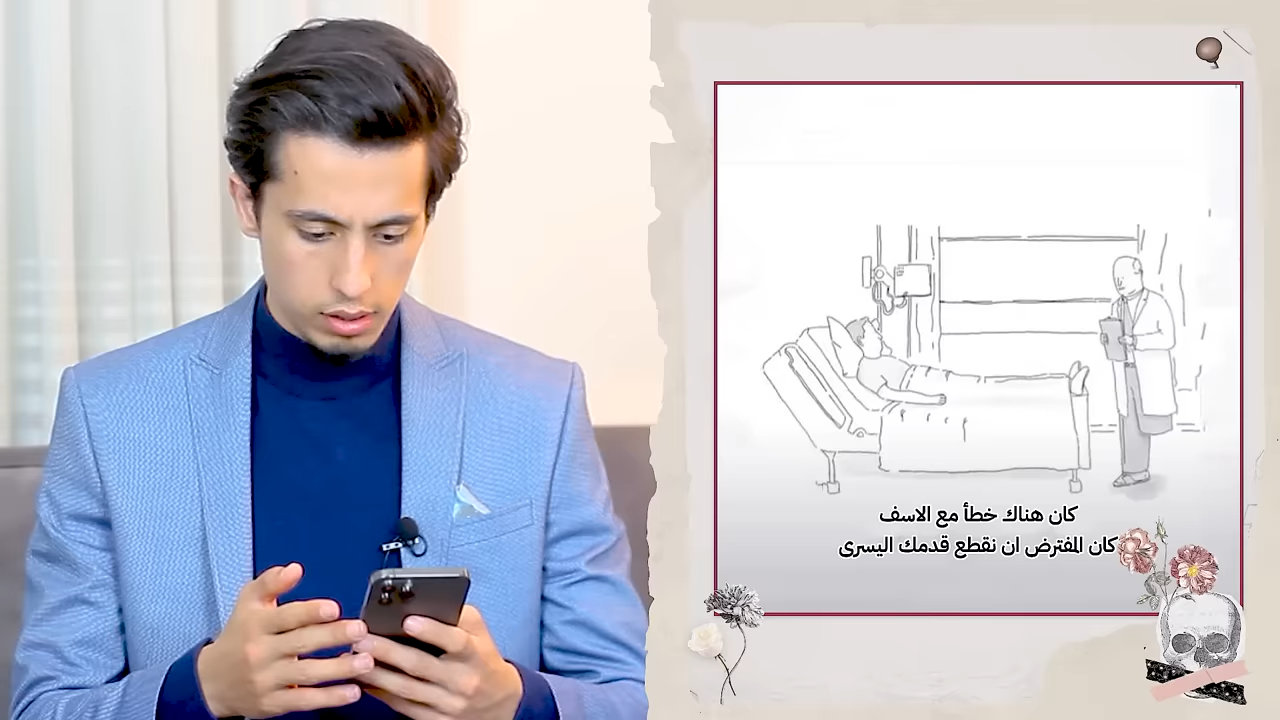 كان هناك خطأ مع الاسف
كان المفترض ان نقطع قدمك اليسرى